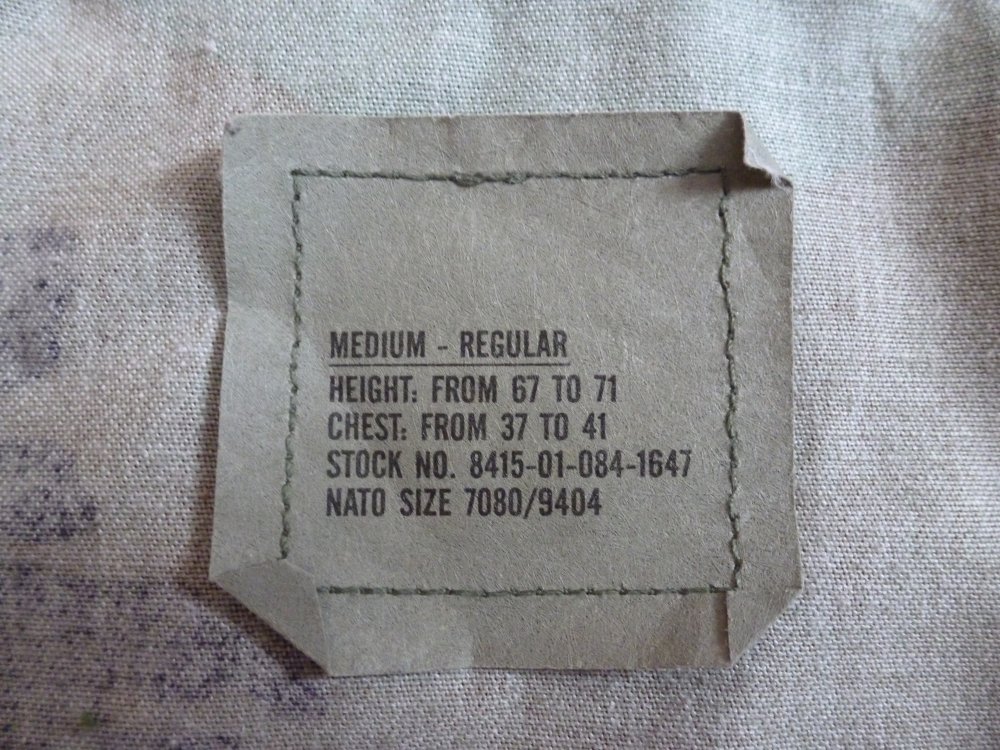 MEDIUM - REGULAR
HEIGHT: FROM 67 TO 71
CHEST: FROM 37 TO 41
STOCK NO. 8415-01-084-1647
NATO SIZE 7080/9404